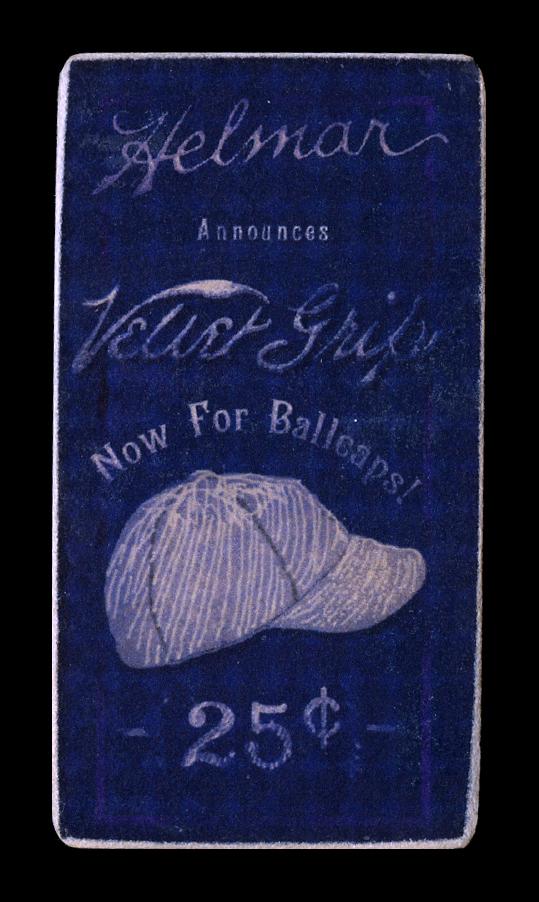 Helmar
Announces
Velvet Grip
Now For Ballcaps!
- 25¢ -